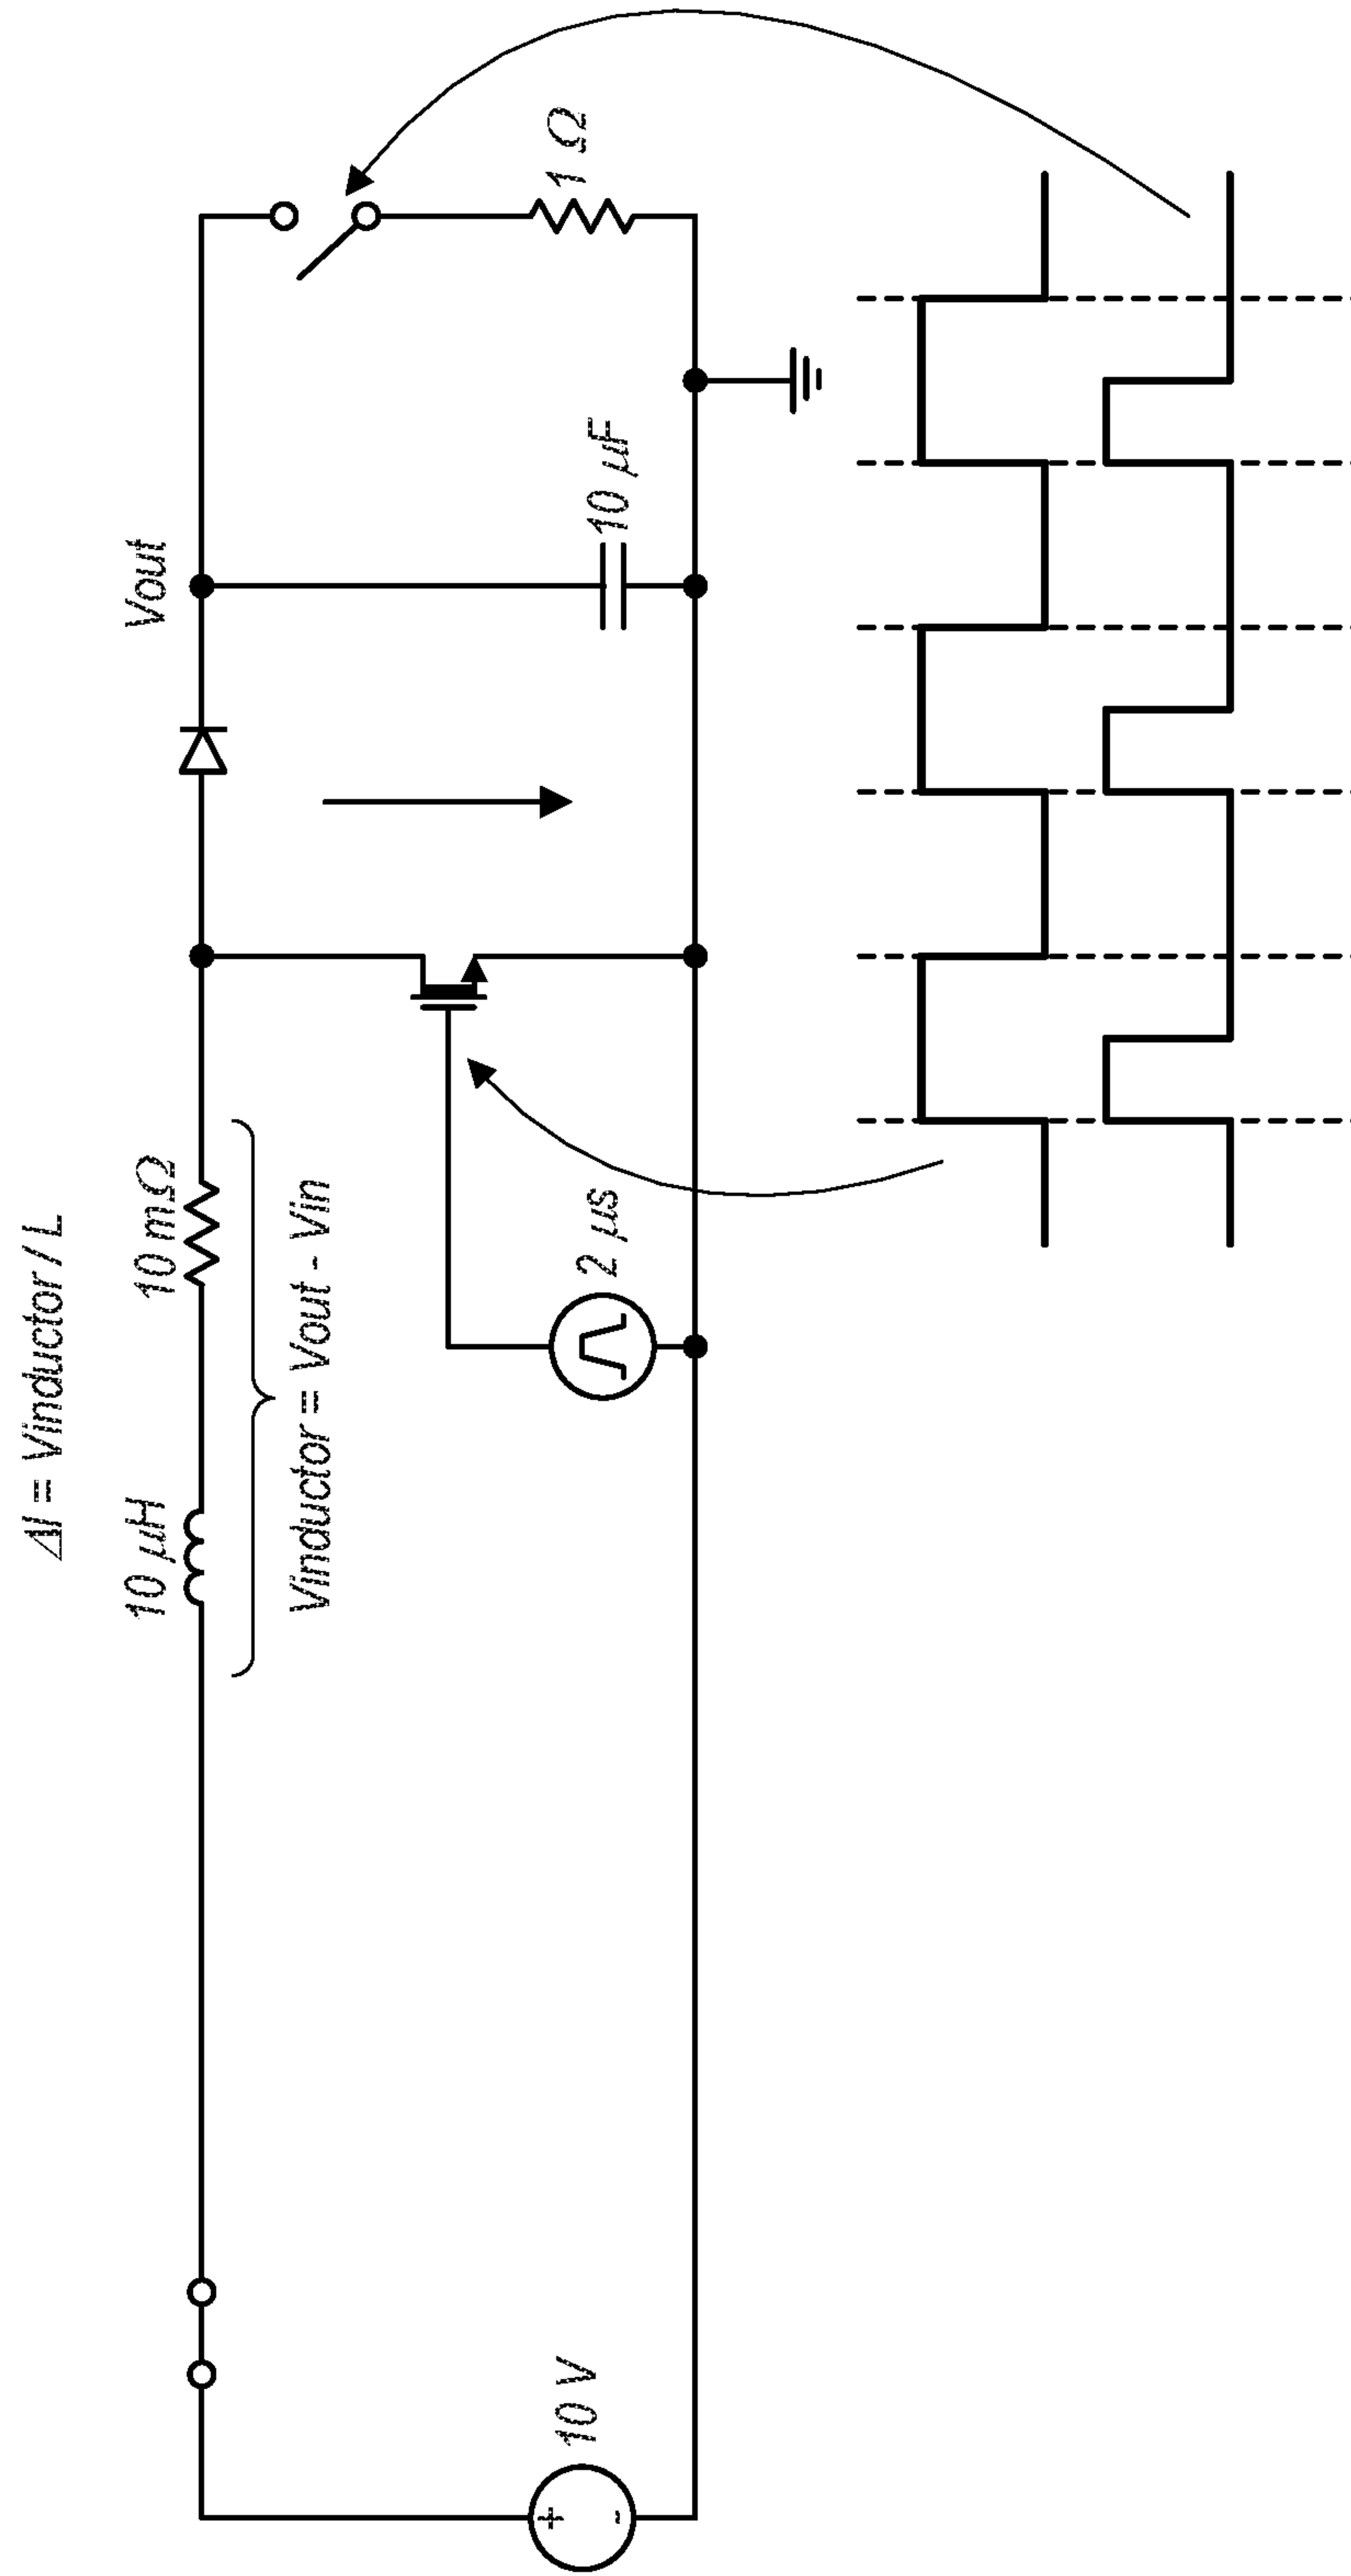 ΔI = Vinductor / L
10 μH
10 mΩ
Vout
Vinductor = Vout - Vin
10 V
+
-
2 μs
10 μF
1 Ω